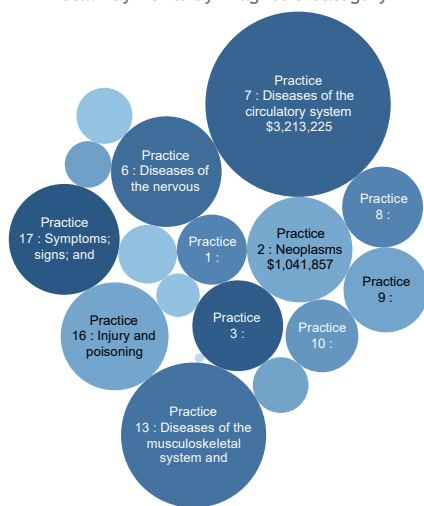 Practice
7 : Diseases of the
circulatory system
$3,213,225
Practice
6 : Diseases of
the nervous
Practice
8 :
Practice
17 : Symptoms;
signs; and
Practice
1 :
Practice
2 : Neoplasms
$1,041,857
Practice
9 :
Practice
16 : Injury and
poisoning
Practice
3 :
Practice
10 :
Practice
13 : Diseases of the
musculoskeletal
system and